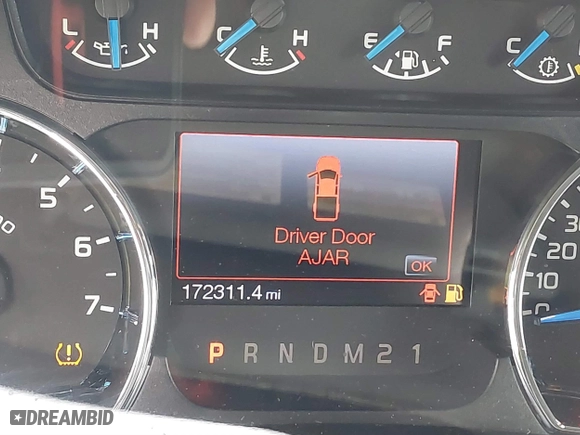 L H
C H
E F
C
Driver Door
AJAR
OK
172311.4 mi
P R N D M 2 1
5
6
7
30
20
10
0
DREAMBID